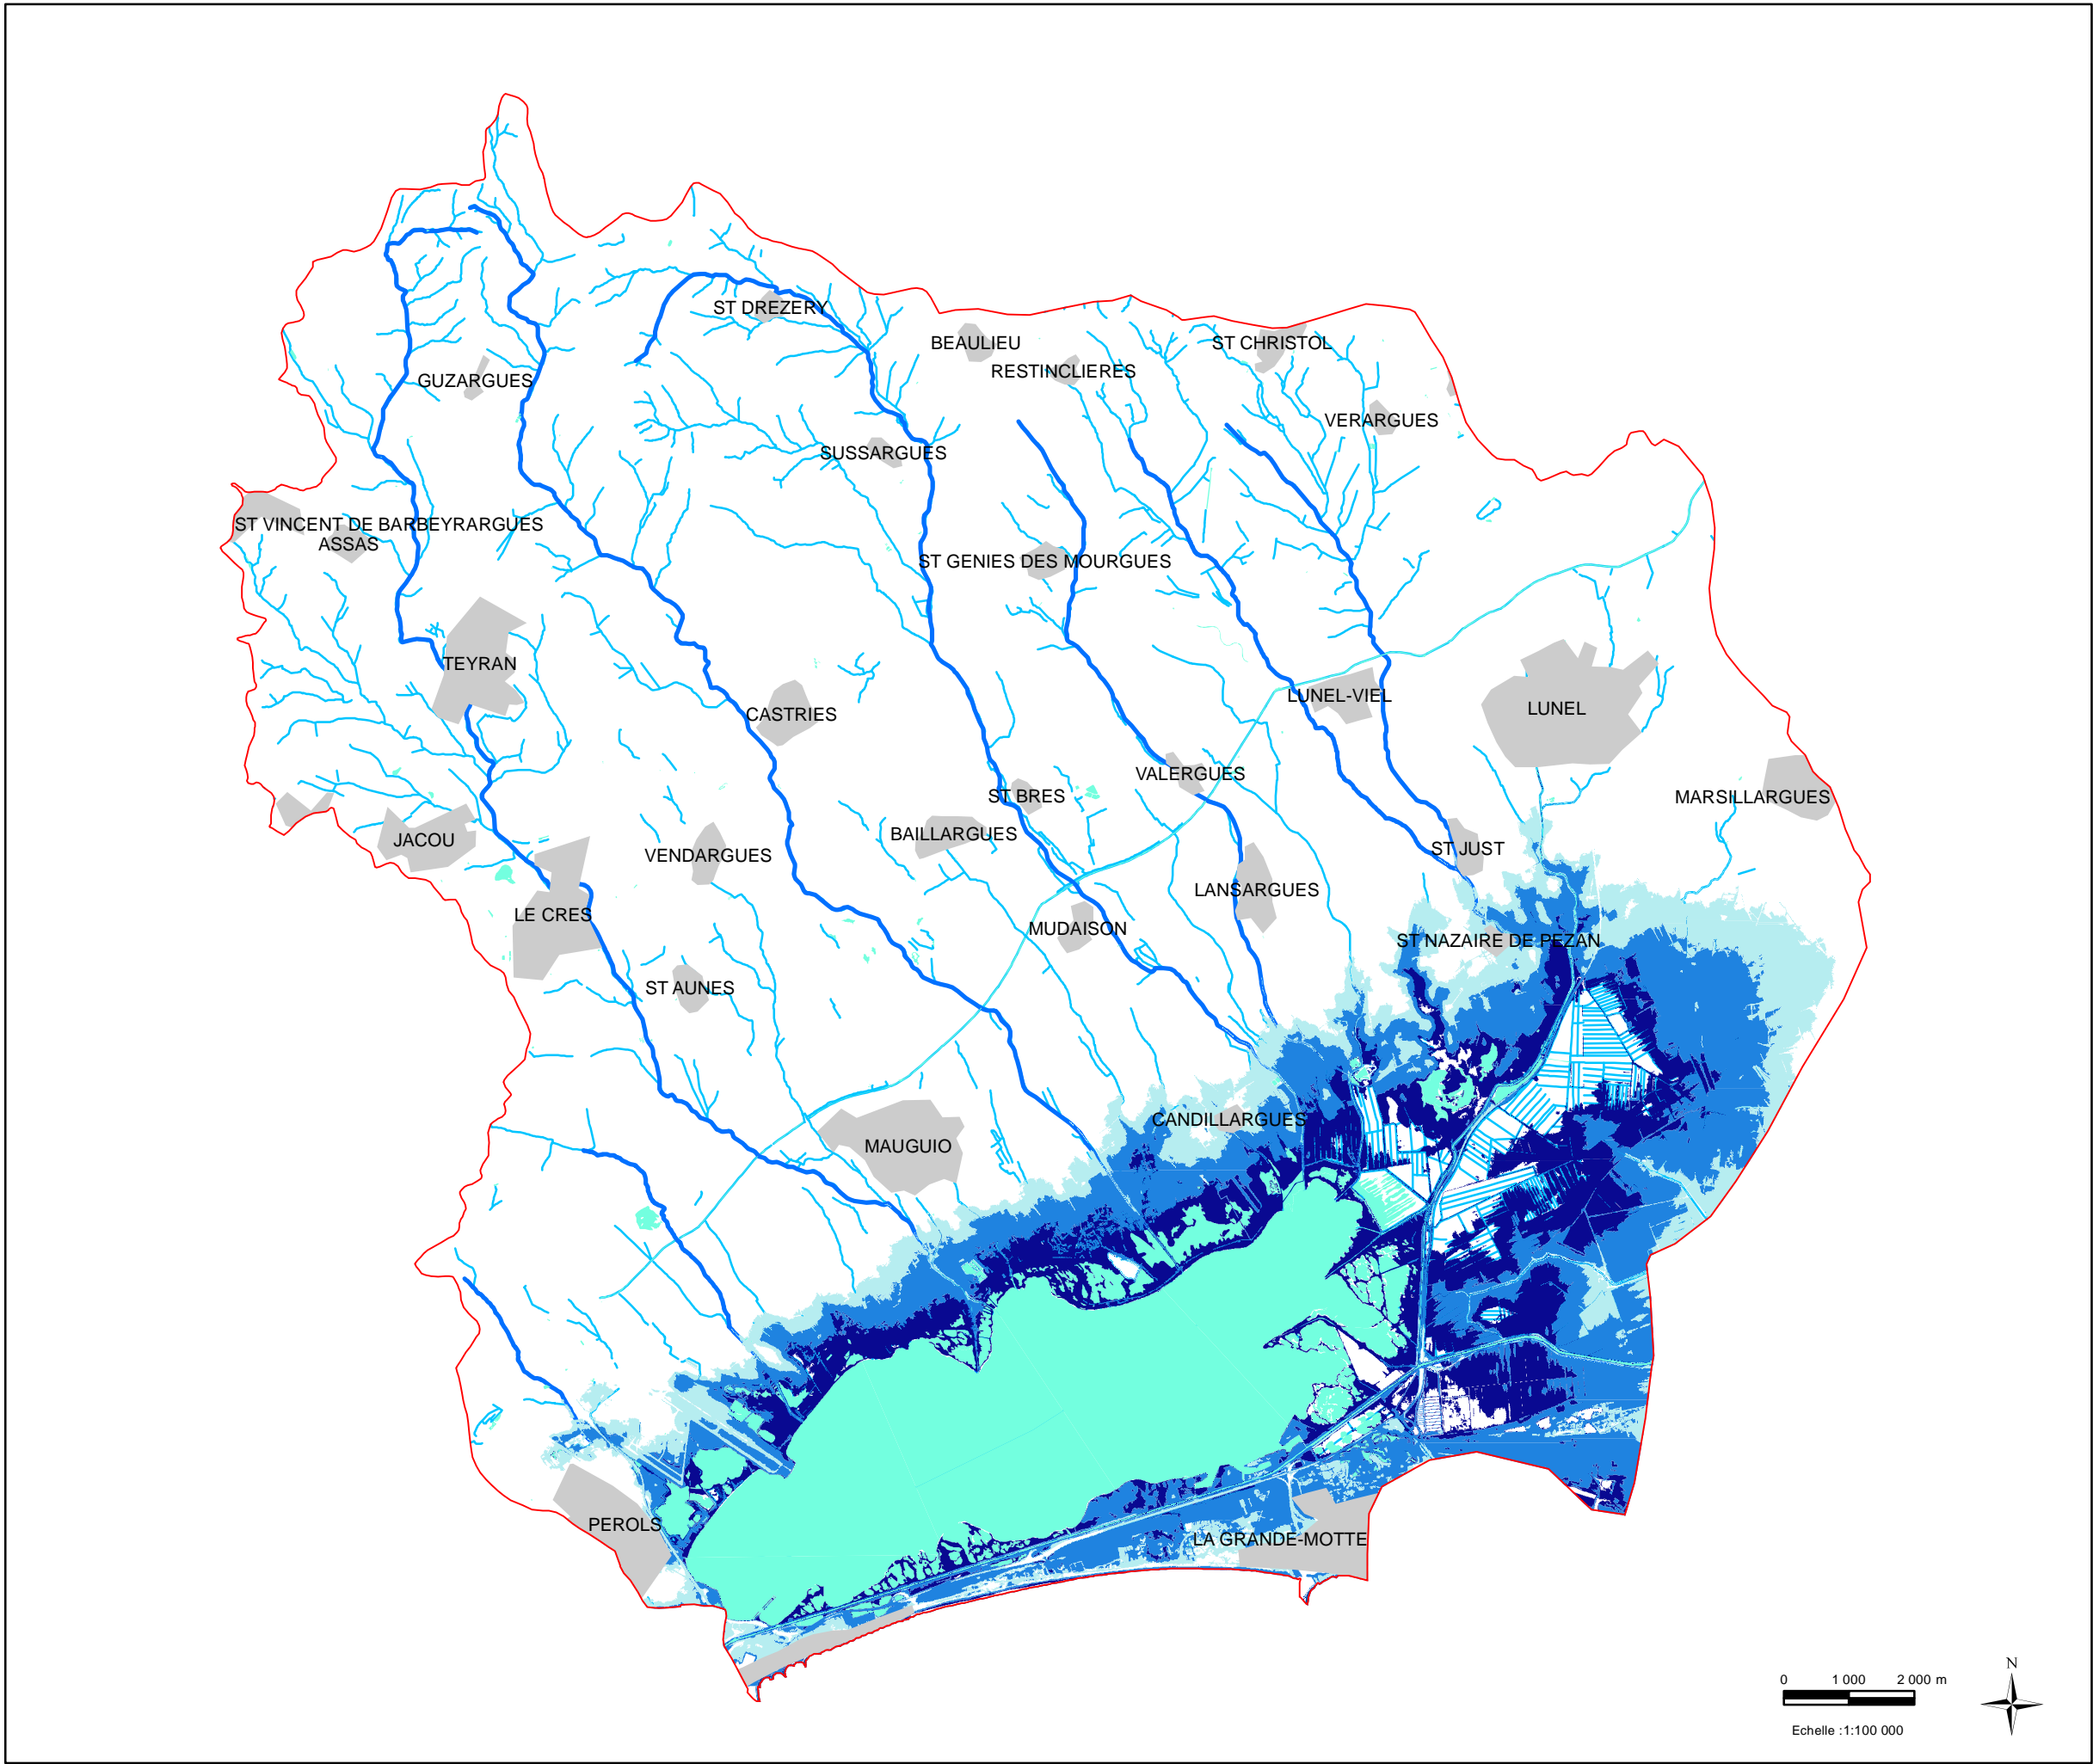 ST DREZERY
BEAULIEU
ST CHRISTOL
RESTINCLIERES
GUZARGUES
VERARGUES
SUSSARGUES
ST VINCENT DE BARBEYRARGUES
ASSAS
ST GENIES DES MOURGUES
TEYRAN
LUNEL-VIEL
LUNEL
CASTRIES
VALERGUES
ST BRES
MARSILLARGUES
BAILLARGUES
JACOU
ST JUST
VENDARGUES
LANSARGUES
LE CRES
MUDAISON
ST NAZAIRE DE PEZAN
ST AUNES
CANDILLARGUES
MAUGUIO
PEROLS
LA GRANDE-MOTTE
N
0 1 000 2 000 m
Echelle :1:100 000